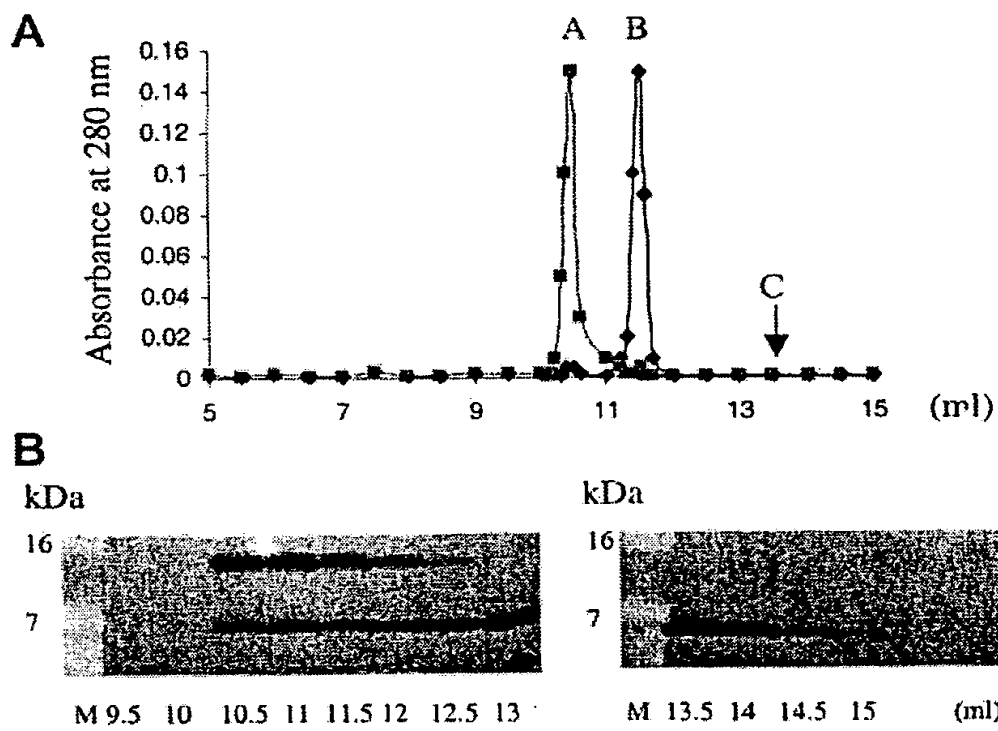 A
A B
Absorbance at 280 nm
0.16
0.14
0.12
0.1
0.08
0.06
0.04
0.02
0
C
5 7 9 11 13 15 (ml)
B
kDa
16
7
M 9.5 10 10.5 11 11.5 12 12.5 13
kDa
16
7
M 13.5 14 14.5 15 (ml)